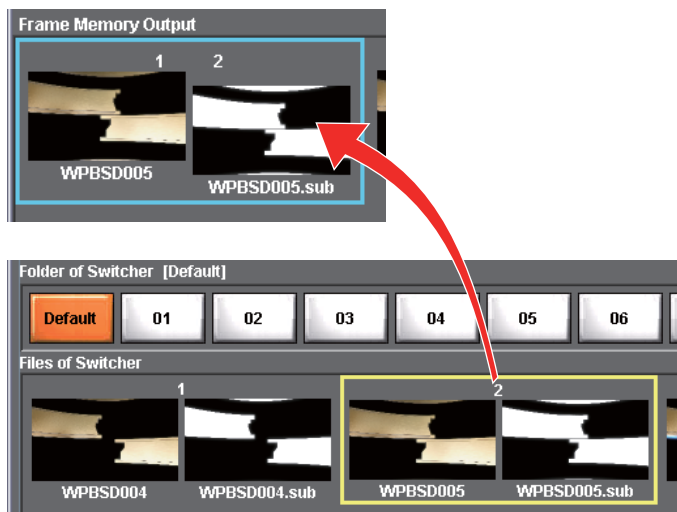 Frame Memory Output
1 2
WPBSD005 WPBSD005.sub
Folder of Switcher [Default]
Default 01 02 03 04 05 06
Files of Switcher
1 2
WPBSD004 WPBSD004.sub WPBSD005 WPBSD005.sub